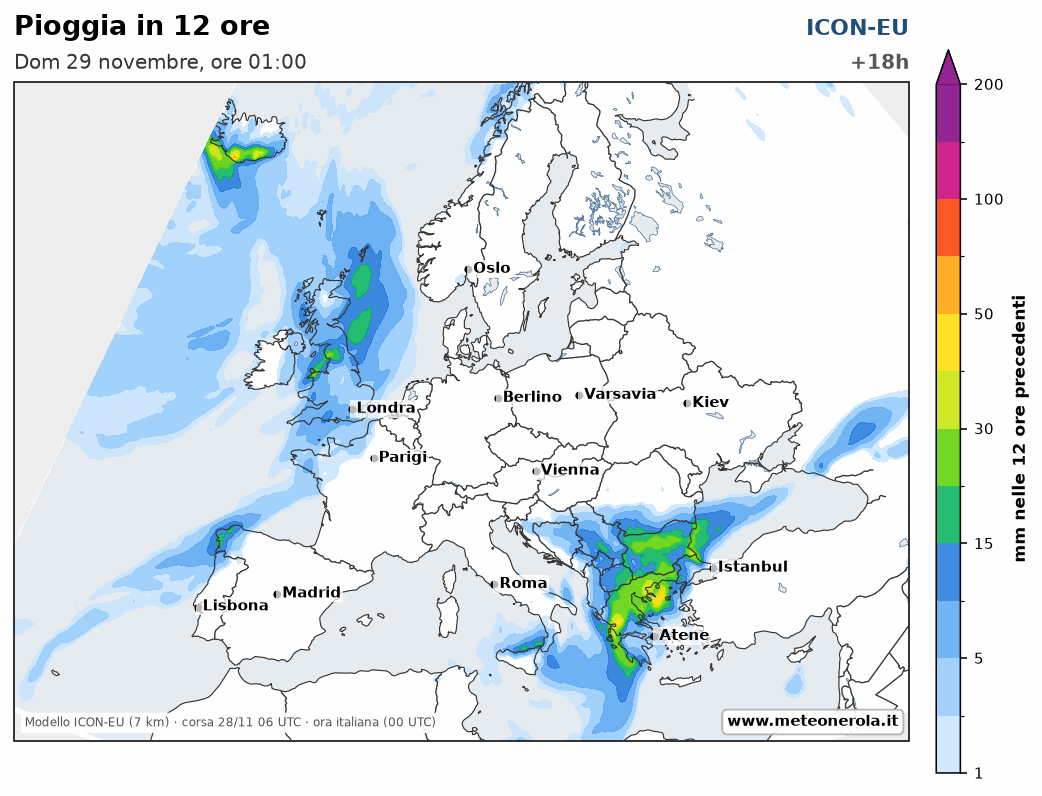 Pioggia in 12 ore
ICON-EU
Dom 29 novembre, ore 01:00
+18h
200
100
50
30
15
5
1
mm nelle 12 ore precedenti
Oslo
Berlino
Varsavia
Kiev
Londra
Parigi
Vienna
Istanbul
Roma
Madrid
Lisbona
Atene
Modello ICON-EU (7 km) · corsa 28/11 06 UTC · ora italiana (00 UTC)
www.meteonerola.it